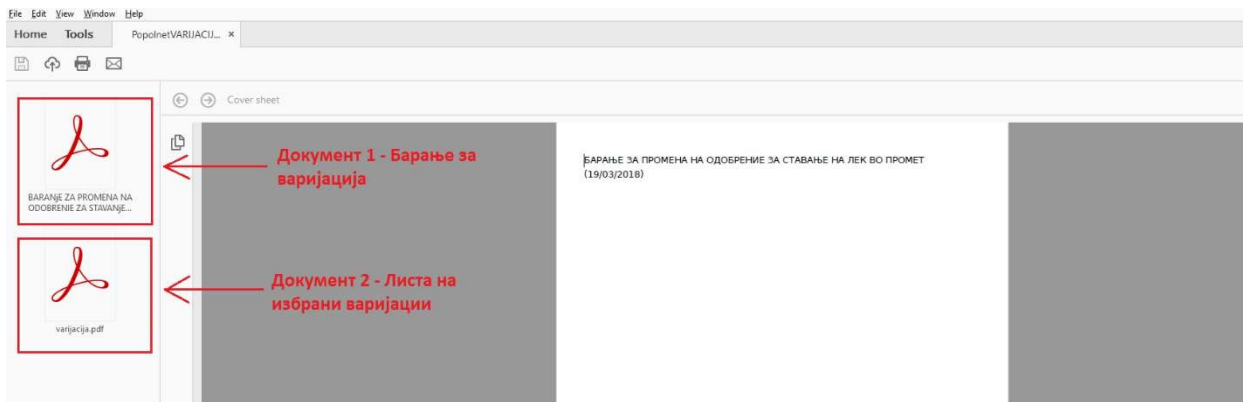 File Edit View Window Help
Home Tools PopolnetVARIJACIJ... ×
Cover sheet
BARANjE ZA PROMENA NA
ODOBRENIE ZA STAVANjE...
Документ 1 - Барање за
варијација
БАРАЊЕ ЗА ПРОМЕНА НА ОДОБРЕНИЕ ЗА СТАВАЊЕ НА ЛЕК ВО ПРОМЕТ
(19/03/2018)
varijacija.pdf
Документ 2 - Листа на
избрани варијации